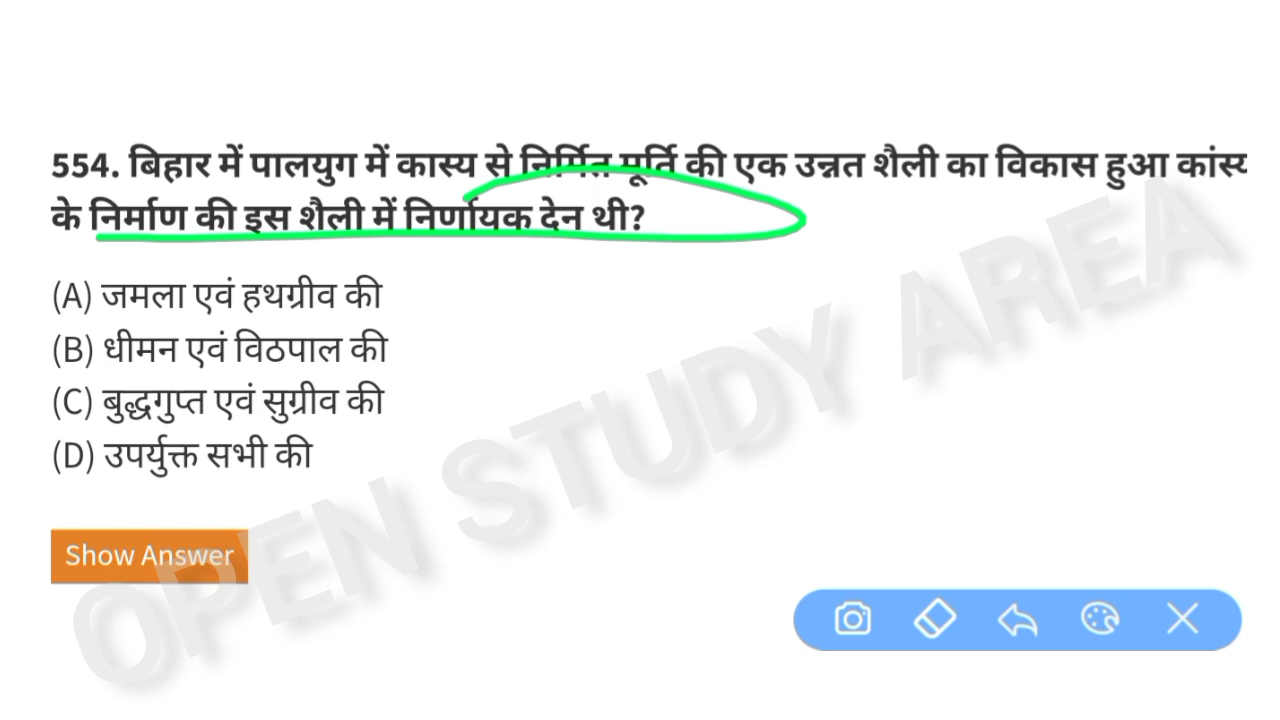 554. बिहार में पालयुग में कास्य से निर्मित मूर्ति की एक उन्नत शैली का विकास हुआ कांस्य
के निर्माण की इस शैली में निर्णायक देन थी?
(A) जमला एवं हथग्रीव की
(B) धीमन एवं विठपाल की
(C) बुद्धगुप्त एवं सुग्रीव की
(D) उपर्युक्त सभी की
Show Answer
OPEN STUDY AREA